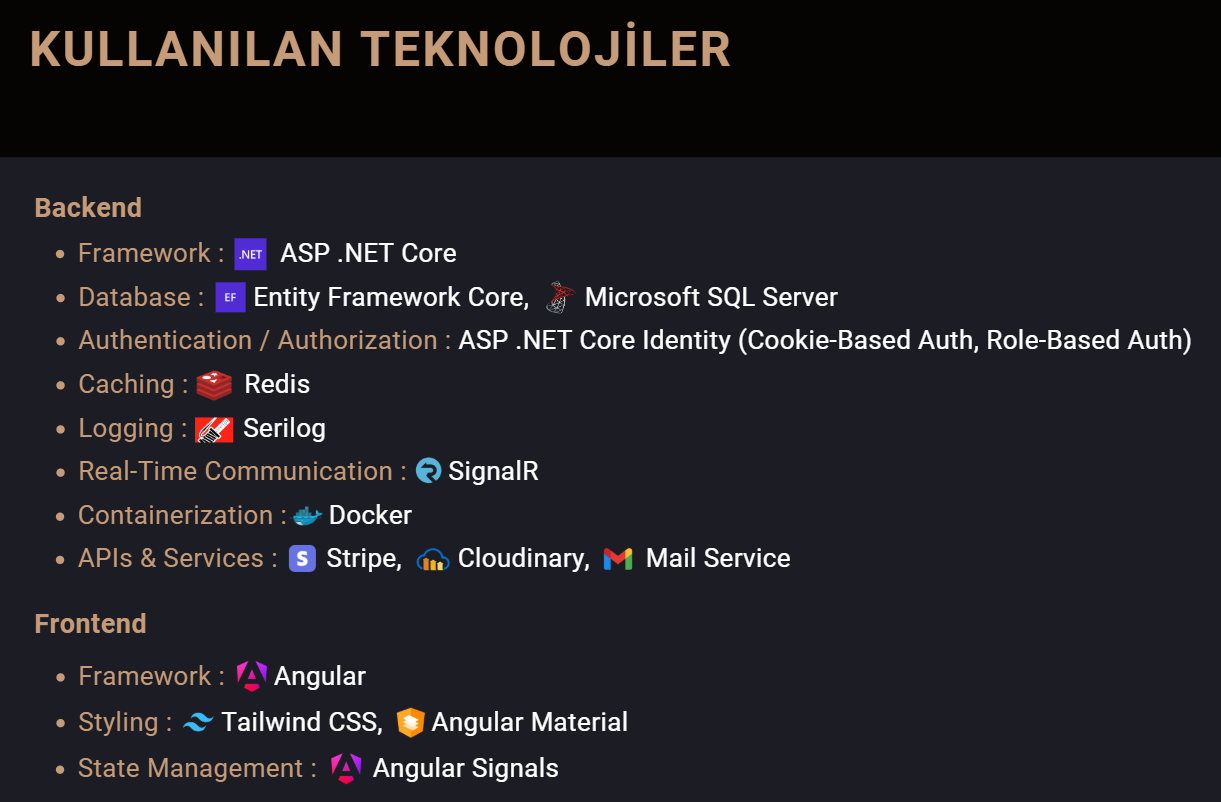 KULLANILAN TEKNOLOJİLER
Backend
• Framework : .NET ASP .NET Core
• Database : EF Entity Framework Core, Microsoft SQL Server
• Authentication / Authorization : ASP .NET Core Identity (Cookie-Based Auth, Role-Based Auth)
• Caching : Redis
• Logging : Serilog
• Real-Time Communication : SignalR
• Containerization : Docker
• APIs & Services : S Stripe, Cloudinary, Mail Service
Frontend
• Framework : Angular
• Styling : Tailwind CSS, Angular Material
• State Management : Angular Signals